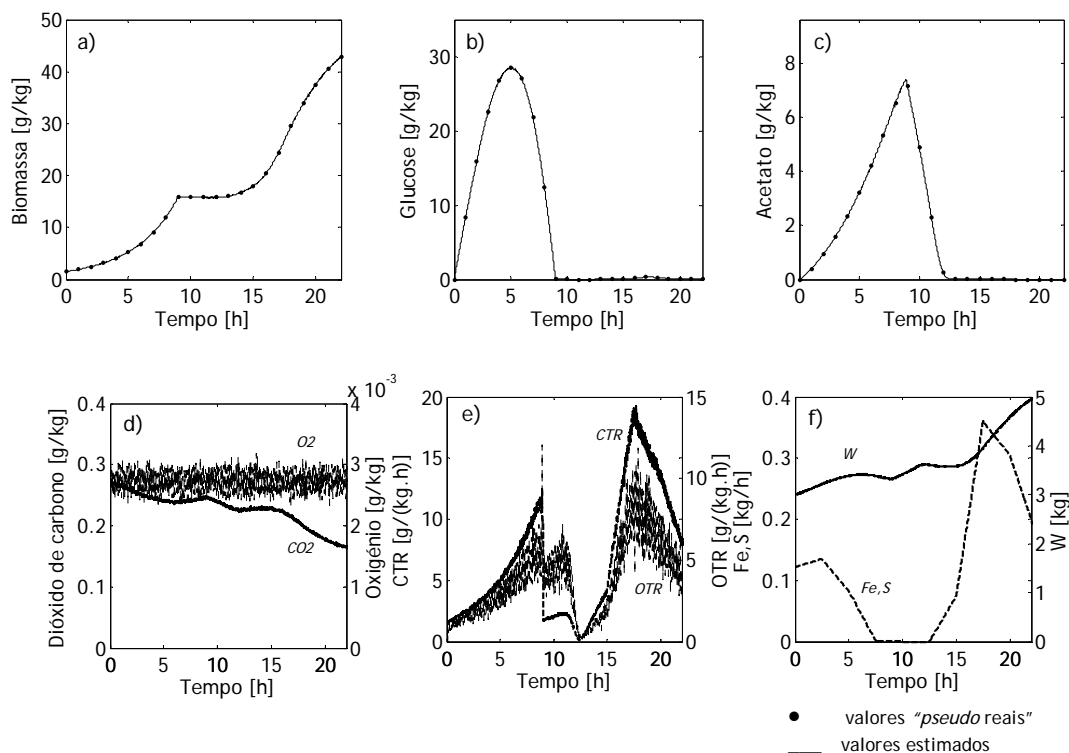 a)
Biomassa [g/kg]
50
40
30
20
10
0
0 5 10 15 20
Tempo [h]
b)
Glucose [g/kg]
30
20
10
0
0 5 10 15 20
Tempo [h]
c)
Acetato [g/kg]
8
6
4
2
0
0 5 10 15 20
Tempo [h]
d)
Dióxido de carbono [g/kg]
0.4
0.3
0.2
0.1
0
O2
CO2
x 10-3
4
3
2
1
0
Oxigénio [g/kg]
0 5 10 15 20
Tempo [h]
e)
CTR [g/(kg.h)]
20
15
10
5
0
CTR
OTR
15
10
5
0
OTR [g/(kg.h)]
0 5 10 15 20
Tempo [h]
f)
Fe,S [kg/h]
0.4
0.3
0.2
0.1
0
W
Fe,S
5
4
3
2
1
0
W [kg]
0 5 10 15 20
Tempo [h]
valores "pseudo reais"
valores estimados